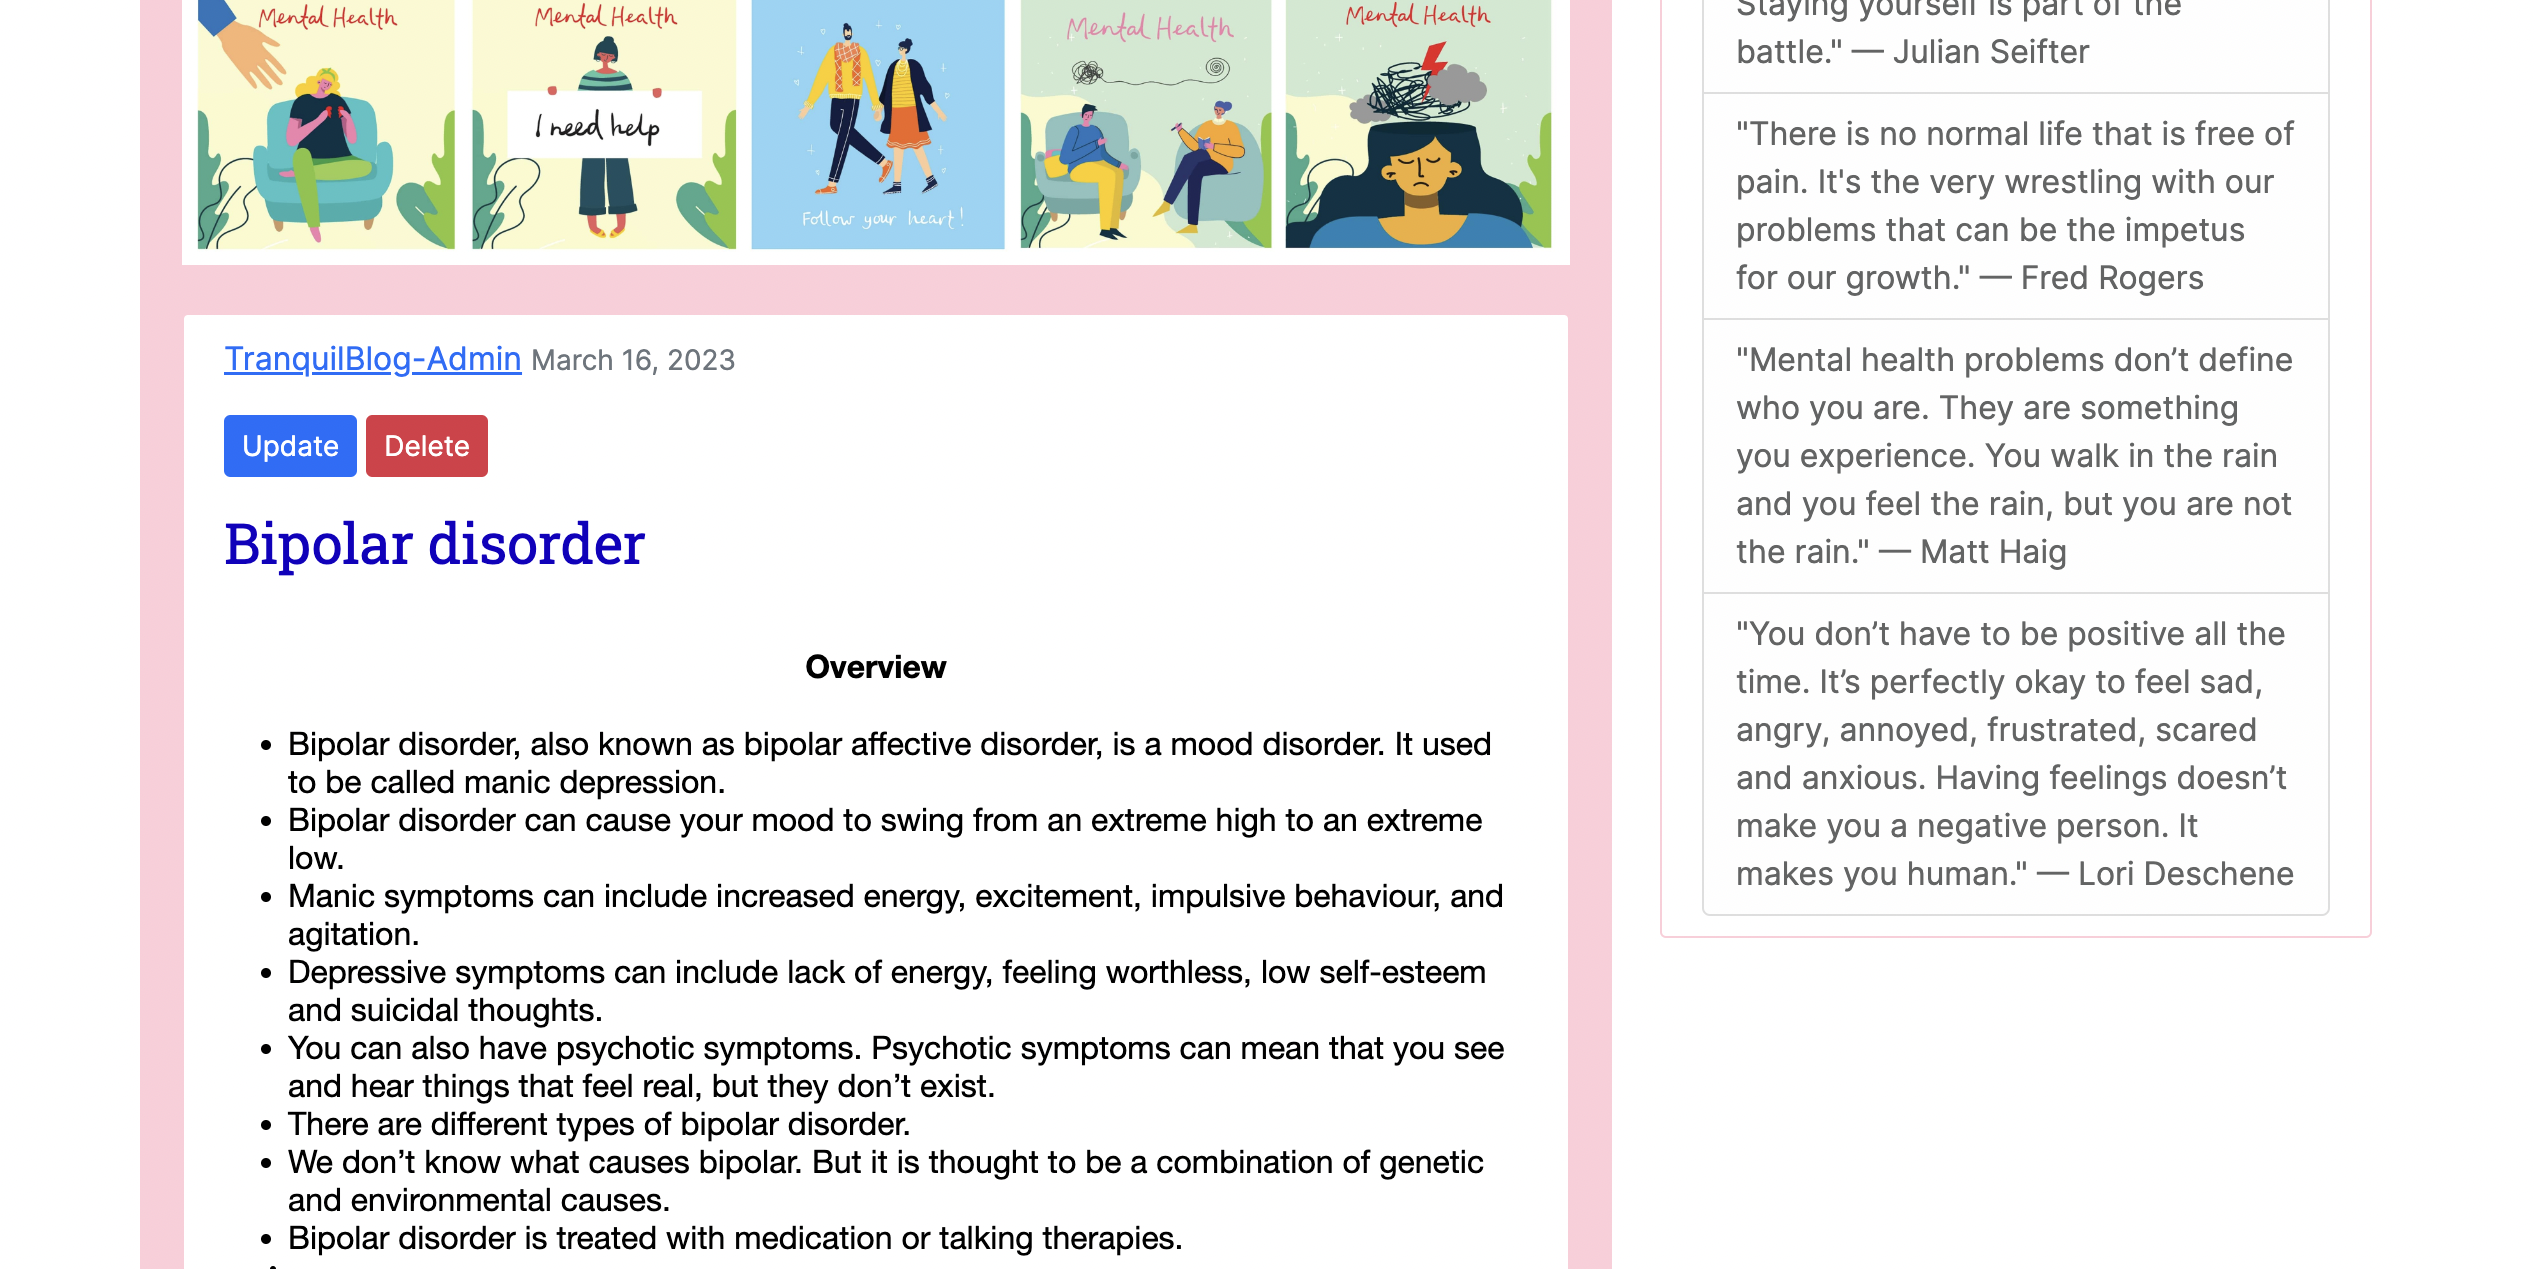 Mental Health
Mental Health
I need help
Follow your heart!
Mental Health
Mental Health
TranquilBlog-Admin March 16, 2023
Update Delete
Bipolar disorder
Overview
• Bipolar disorder, also known as bipolar affective disorder, is a mood disorder. It used
to be called manic depression.
• Bipolar disorder can cause your mood to swing from an extreme high to an extreme
low.
• Manic symptoms can include increased energy, excitement, impulsive behaviour, and
agitation.
• Depressive symptoms can include lack of energy, feeling worthless, low self-esteem
and suicidal thoughts.
• You can also have psychotic symptoms. Psychotic symptoms can mean that you see
and hear things that feel real, but they don’t exist.
• There are different types of bipolar disorder.
• We don’t know what causes bipolar. But it is thought to be a combination of genetic
and environmental causes.
• Bipolar disorder is treated with medication or talking therapies.
Staying yourself is part of the
battle." — Julian Seifter
"There is no normal life that is free of
pain. It's the very wrestling with our
problems that can be the impetus
for our growth." — Fred Rogers
"Mental health problems don’t define
who you are. They are something
you experience. You walk in the rain
and you feel the rain, but you are not
the rain." — Matt Haig
"You don’t have to be positive all the
time. It’s perfectly okay to feel sad,
angry, annoyed, frustrated, scared
and anxious. Having feelings doesn’t
make you a negative person. It
makes you human." — Lori Deschene